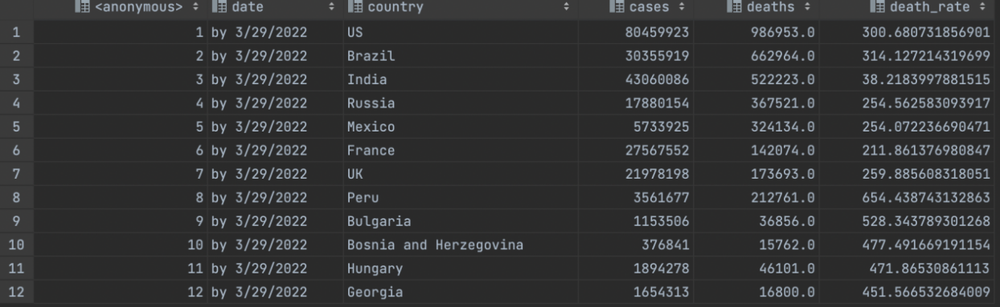 <anonymous> date country cases deaths death_rate
1 1 by 3/29/2022 US 80459923 986953.0 300.680731856901
2 2 by 3/29/2022 Brazil 30355919 662964.0 314.127214319699
3 3 by 3/29/2022 India 43060086 522223.0 38.2183997881515
4 4 by 3/29/2022 Russia 17880154 367521.0 254.562583093917
5 5 by 3/29/2022 Mexico 5733925 324134.0 254.072236690471
6 6 by 3/29/2022 France 27567552 142074.0 211.861376980847
7 7 by 3/29/2022 UK 21978198 173693.0 259.885608318051
8 8 by 3/29/2022 Peru 3561677 212761.0 654.438743132863
9 9 by 3/29/2022 Bulgaria 1153506 36856.0 528.343789301268
10 10 by 3/29/2022 Bosnia and Herzegovina 376841 15762.0 477.491669191154
11 11 by 3/29/2022 Hungary 1894278 46101.0 471.86530861113
12 12 by 3/29/2022 Georgia 1654313 16800.0 451.566532684009